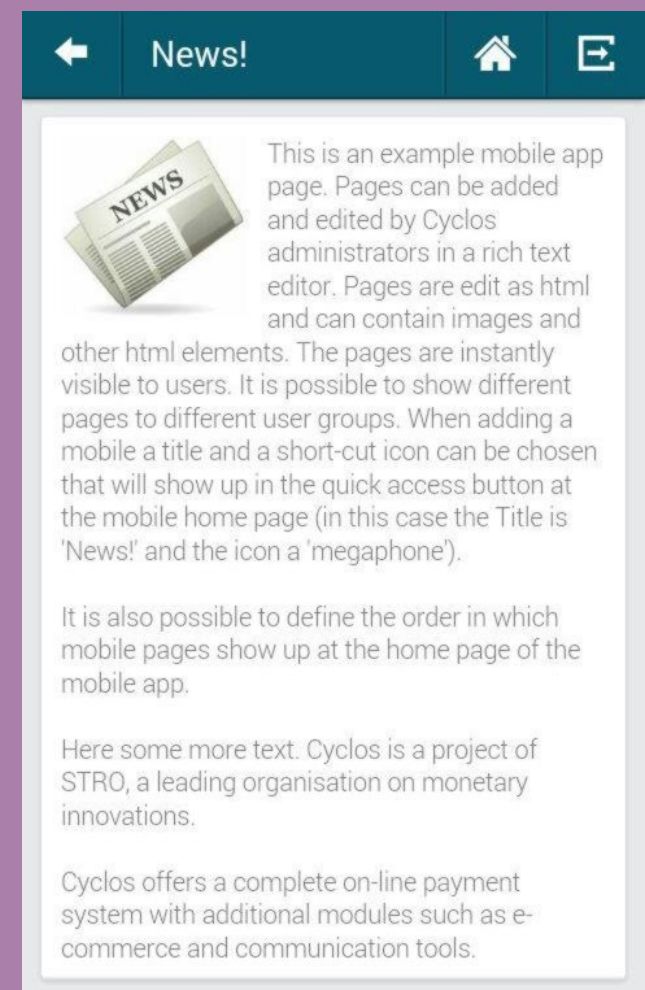 News!
NEWS
This is an example mobile app
page. Pages can be added
and edited by Cyclos
administrators in a rich text
editor. Pages are edit as html
and can contain images and
other html elements. The pages are instantly
visible to users. It is possible to show different
pages to different user groups. When adding a
mobile a title and a short-cut icon can be chosen
that will show up in the quick access button at
the mobile home page (in this case the Title is
'News!' and the icon a 'megaphone').
It is also possible to define the order in which
mobile pages show up at the home page of the
mobile app.
Here some more text. Cyclos is a project of
STRO, a leading organisation on monetary
innovations.
Cyclos offers a complete on-line payment
system with additional modules such as e-
commerce and communication tools.